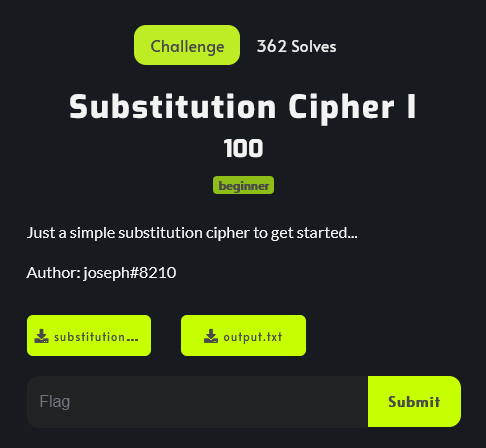 Challenge 362 Solves
Substitution Cipher I
100
beginner
Just a simple substitution cipher to get started...
Author: joseph#8210
substitution... output.txt
Flag Submit